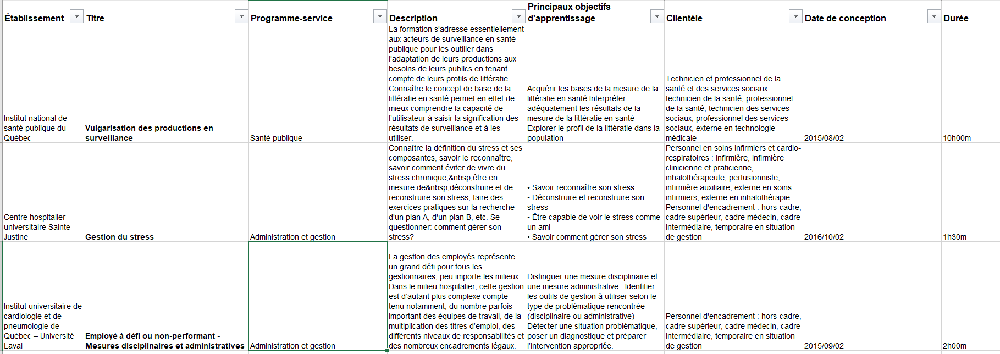 Établissement
Titre
Programme-service
Description
Principaux objectifs
d'apprentissage
Clientèle
Date de conception
Durée
Institut national de
santé publique du
Québec
Vulgarisation des productions en
surveillance
Santé publique
La formation s'adresse essentiellement
aux acteurs de surveillance en santé
publique pour les outiller dans
l'adaptation de leurs productions aux
besoins de leurs publics en tenant
compte de leurs profils de littératie.
Connaître le concept de base de la
littératie en santé permet en effet de
mieux comprendre la capacité de
l'utilisateur à saisir la signification des
résultats de surveillance et à les
utiliser.
Acquérir les bases de la mesure de la
littératie en santé Interpréter
adéquatement les résultats de la
mesure de la littératie en santé
Explorer le profil de la littératie dans la
population
Technicien et professionnel de la
santé et des services sociaux :
technicien de la santé, professionnel
de la santé, technicien des services
sociaux, professionnel des services
sociaux, externe en technologie
médicale
2015/08/02
10h00m
Centre hospitalier
universitaire Sainte-
Justine
Gestion du stress
Administration et gestion
Connaître la définition du stress et ses
composantes, savoir le reconnaître,
savoir comment éviter de vivre du
stress chronique,&nbsp;être en
mesure de&nbsp;déconstruire et de
reconstruire son stress, faire des
exercices pratiques sur la recherche
d'un plan A, d'un plan B, etc. Se
questionner: comment gérer son
stress?
• Savoir reconnaître son stress
• Déconstruire et reconstruire son
stress
• Être capable de voir le stress comme
un ami
• Savoir comment gérer son stress
Personnel en soins infirmiers et cardio-
respiratoires : infirmière, infirmière
clinicienne et praticienne,
inhalothérapeute, perfusionniste,
infirmière auxiliaire, externe en soins
infirmiers, externe en inhalothérapie
Personnel d'encadrement : hors-cadre,
cadre supérieur, cadre médecin, cadre
intermédiaire, temporaire en situation
de gestion
2016/10/02
1h30m
Institut universitaire de
cardiologie et de
pneumologie de
Québec – Université
Laval
Employé à défi ou non-performant -
Mesures disciplinaires et administratives
Administration et gestion
La gestion des employés représente
un grand défi pour tous les
gestionnaires, peu importe les milieux.
Dans le milieu hospitalier, cette gestion
est d'autant plus complexe compte
tenu notamment, du nombre parfois
important des équipes de travail, de la
multiplication des titres d'emploi, des
différents niveaux de responsabilités et
des nombreux encadrements légaux.
Distinguer une mesure disciplinaire et
une mesure administrative   Identifier
les outils de gestion à utiliser selon le
type de problématique rencontrée
(disciplinaire ou administrative)
Détecter une situation problématique,
poser un diagnostique et préparer
l'intervention appropriée.
Personnel d'encadrement : hors-cadre,
cadre supérieur, cadre médecin, cadre
intermédiaire, temporaire en situation
de gestion
2015/09/02
2h00m